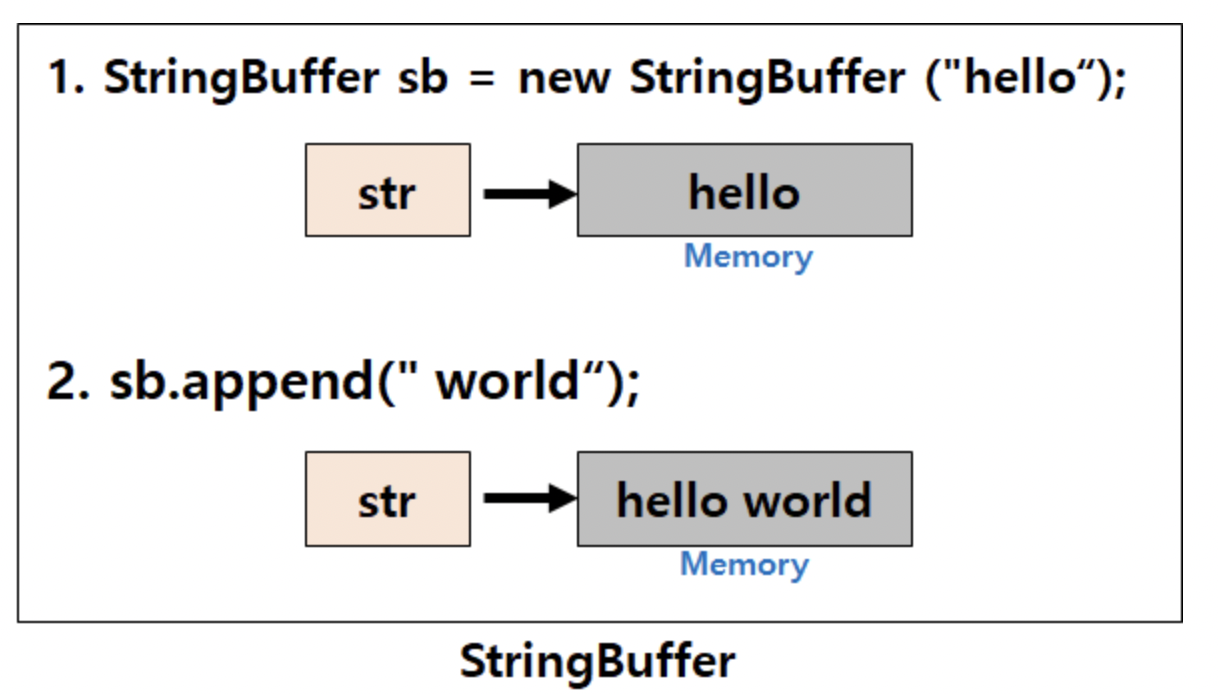 1. StringBuffer sb = new StringBuffer ("hello“);
str
hello
Memory
2. sb.append(" world“);
str
hello world
Memory
StringBuffer